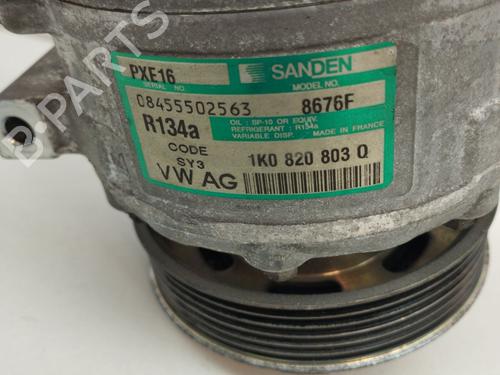 B-PARTS
PXE16
SERIAL NO.
SANDEN
MODEL NO.
08455502563
8676F
R134a
OIL : SP-10 OR EQUIV.
REFRIGERANT : R134a
VARIABLE DISP. MADE IN FRANCE
CODE
SY3
VW AG
1K0 820 803 Q